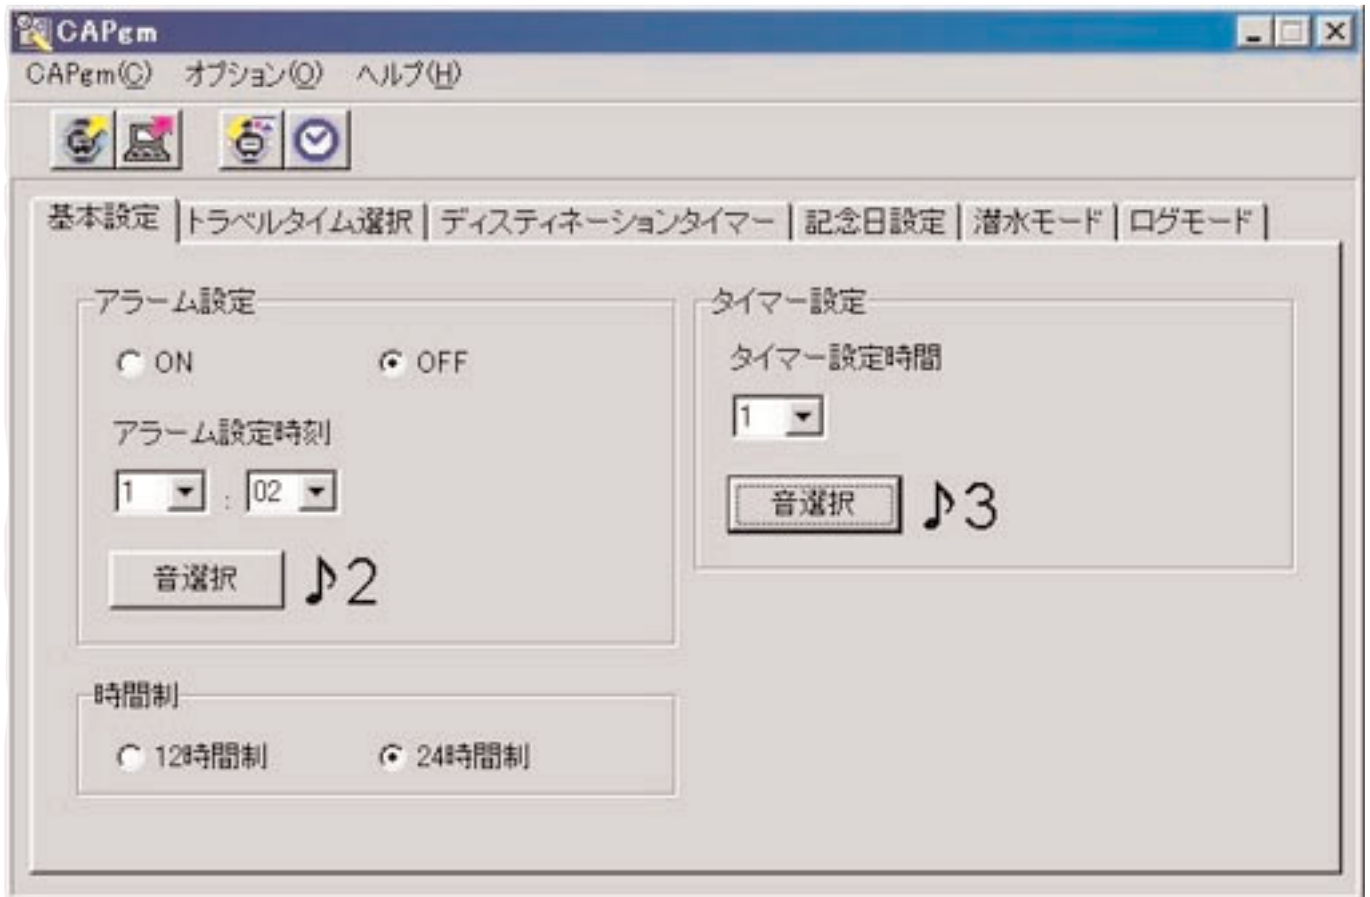 CAPgm
CAPgm(C) オプション(O) ヘルプ(H)
基本設定 トラベルタイム選択 ディスティネーションタイマー 記念日設定 潜水モード ログモード
アラーム設定
ON OFF
アラーム設定時刻
1 : 02
音選択 ♪2
タイマー設定
タイマー設定時間
1
音選択 ♪3
時間制
12時間制 24時間制